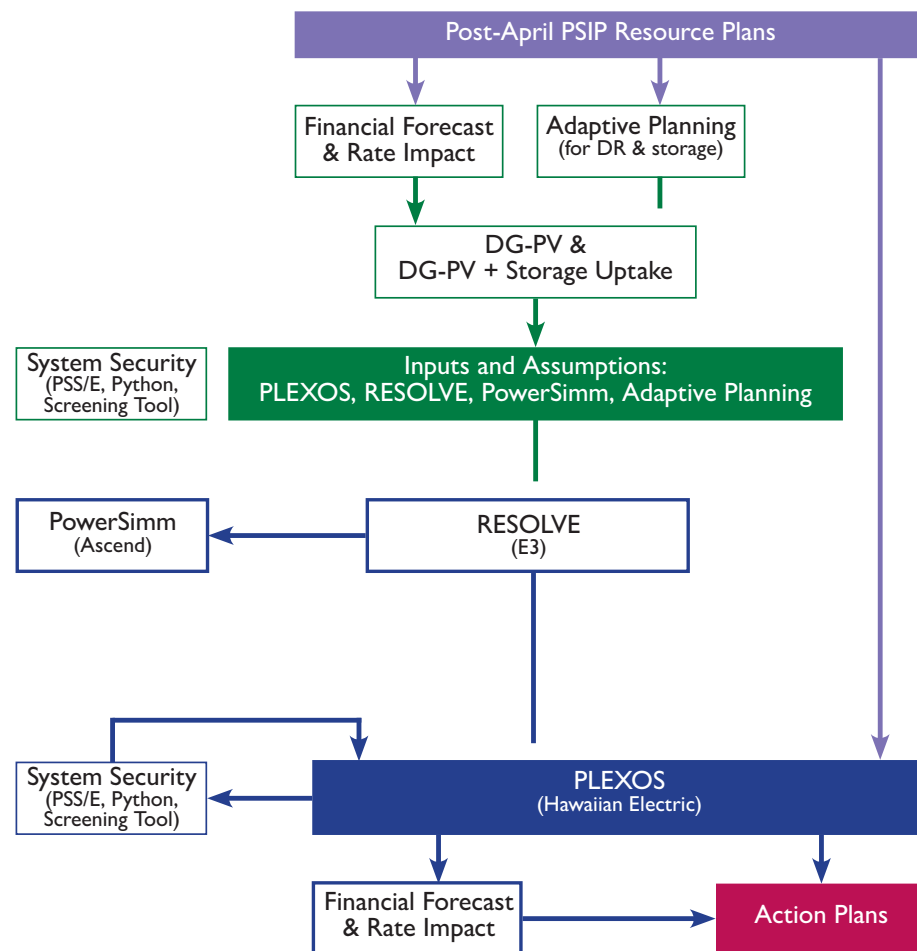 Post-April PSIP Resource Plans
Financial Forecast
& Rate Impact
Adaptive Planning
(for DR & storage)
DG-PV &
DG-PV + Storage Uptake
System Security
(PSS/E, Python,
Screening Tool)
Inputs and Assumptions:
PLEXOS, RESOLVE, PowerSimm, Adaptive Planning
PowerSimm
(Ascend)
RESOLVE
(E3)
System Security
(PSS/E, Python,
Screening Tool)
PLEXOS
(Hawaiian Electric)
Financial Forecast
& Rate Impact
Action Plans